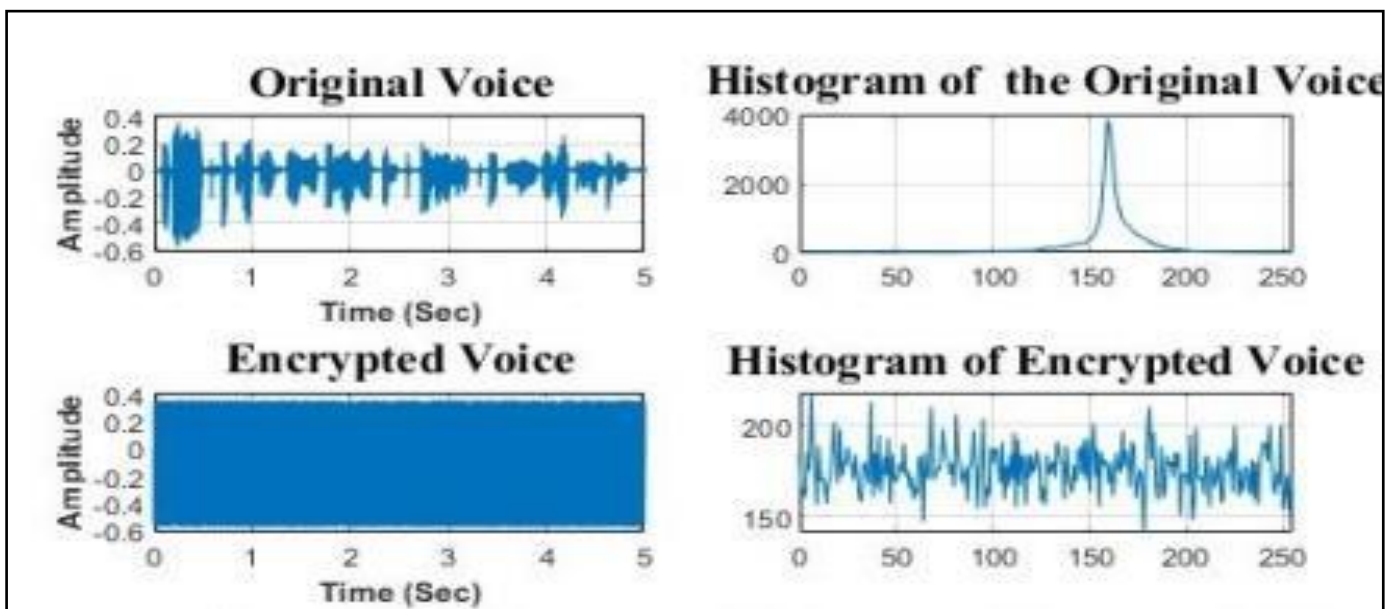 Original Voice
Amplitude
0.4
0.2
0
-0.2
-0.4
-0.6
0 1 2 3 4 5
Time (Sec)
Histogram of the Original Voice
4000
2000
0
0 50 100 150 200 250
Encrypted Voice
Amplitude
0.4
0.2
0
-0.2
-0.4
-0.6
0 1 2 3 4 5
Time (Sec)
Histogram of Encrypted Voice
200
150
0 50 100 150 200 250